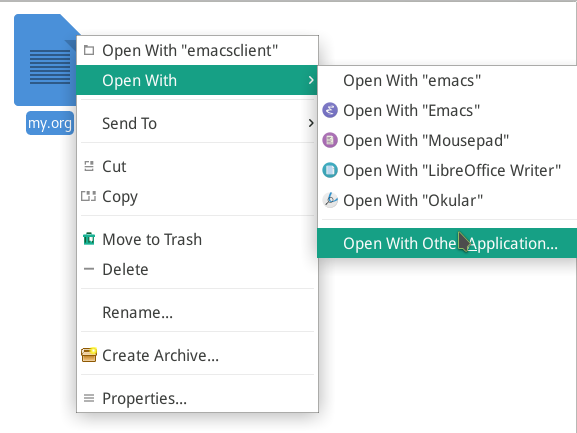 my.org
Open With "emacsclient"
Open With
Send To
Cut
Copy
Move to Trash
Delete
Rename...
Create Archive...
Properties...
Open With "emacs"
Open With "Emacs"
Open With "Mousepad"
Open With "LibreOffice Writer"
Open With "Okular"
Open With Other Application...